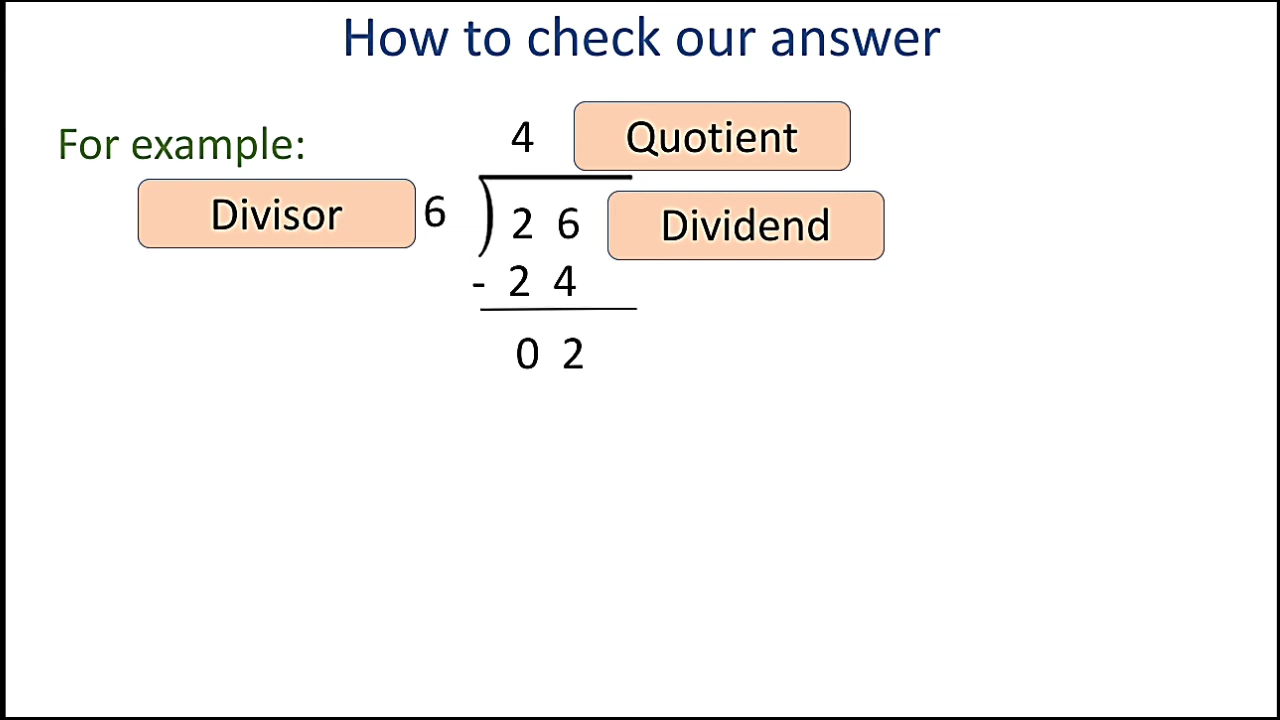 How to check our answer
For example:
4 Quotient
Divisor 6 ) 2 6 Dividend
- 2 4
0 2